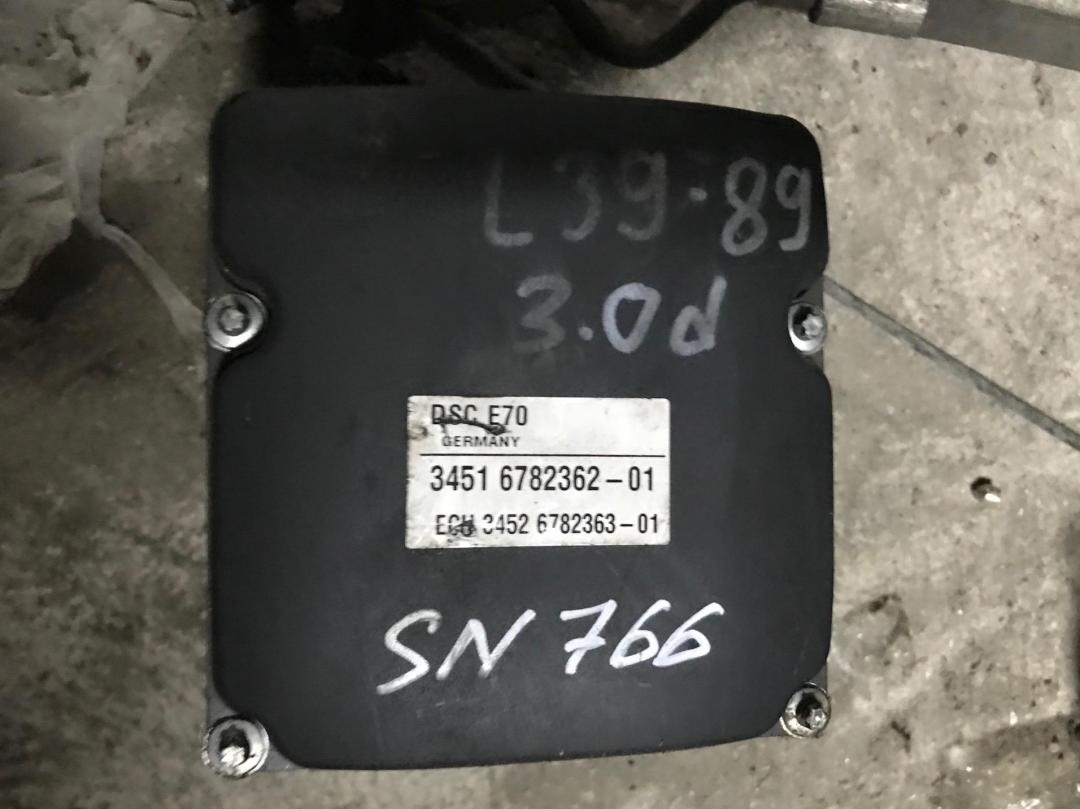 L39-89
3.0d
DSC E70
GERMANY
3451 6782362-01
ECU 3452 6782363-01
SN 766